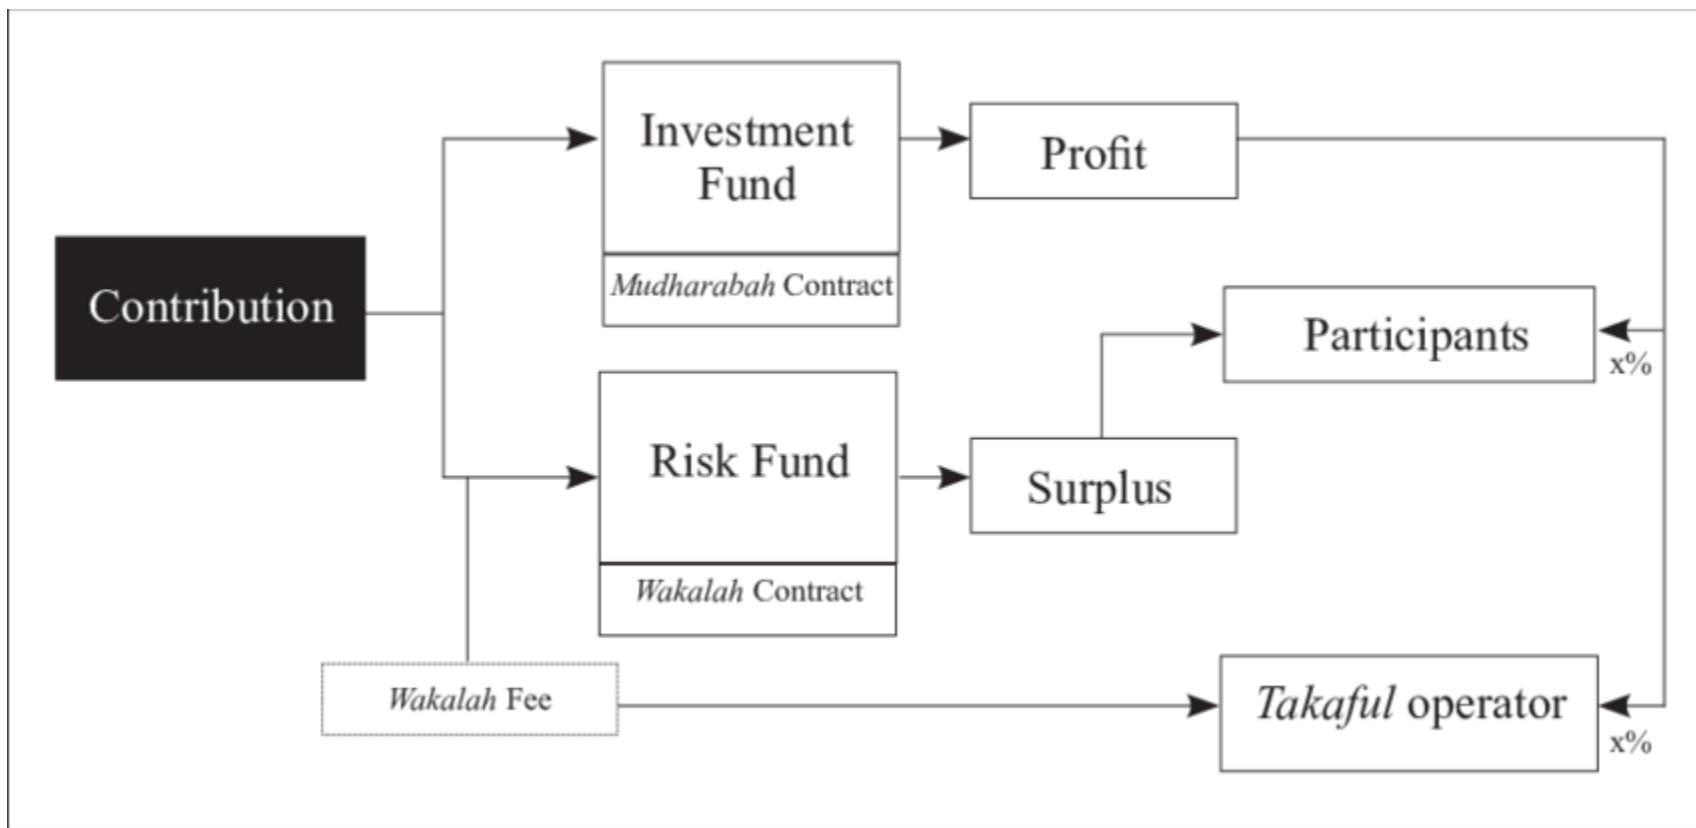 Investment
Fund
Mudharabah Contract
Profit
Contribution
Participants
x%
Risk Fund
Wakalah Contract
Surplus
Wakalah Fee
Takaful operator
x%